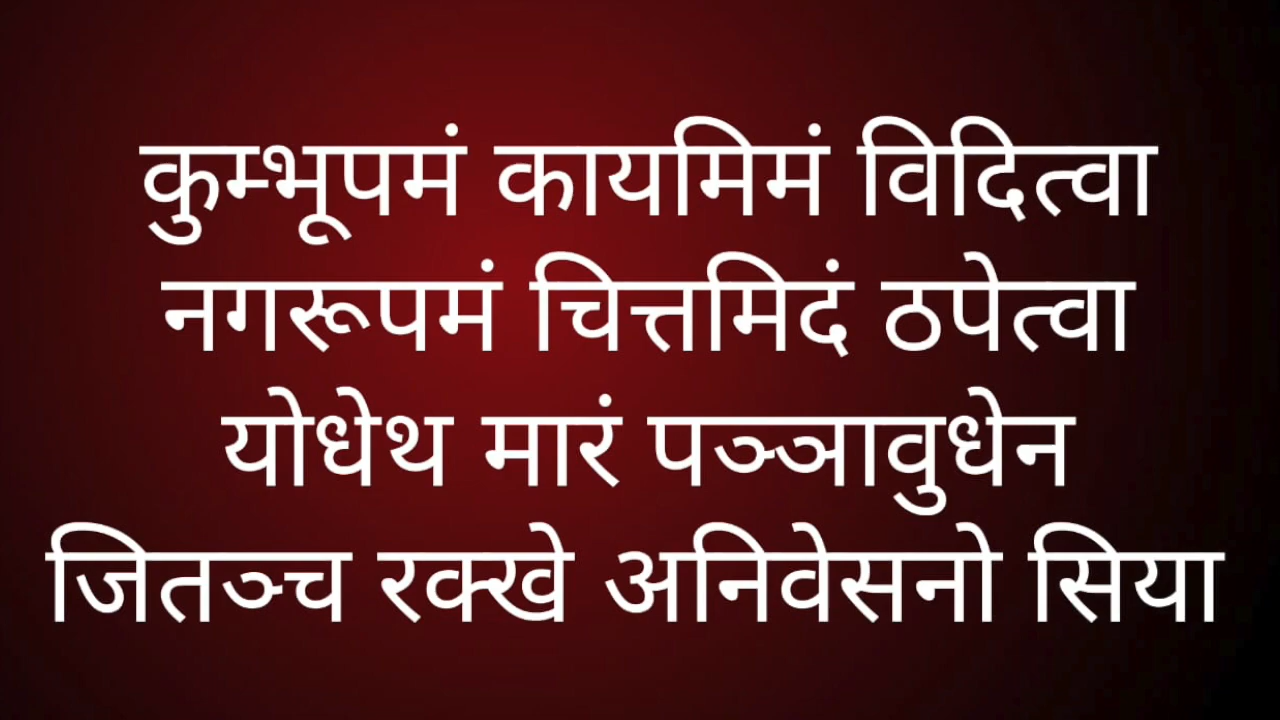 कुम्भूपमं कायमिमं विदित्वा
नगरूपमं चित्तमिदं ठपेत्वा
योधेथ मारं पञ्ञावुधेन
जितञ्च रक्खे अनिवेसनो सिया